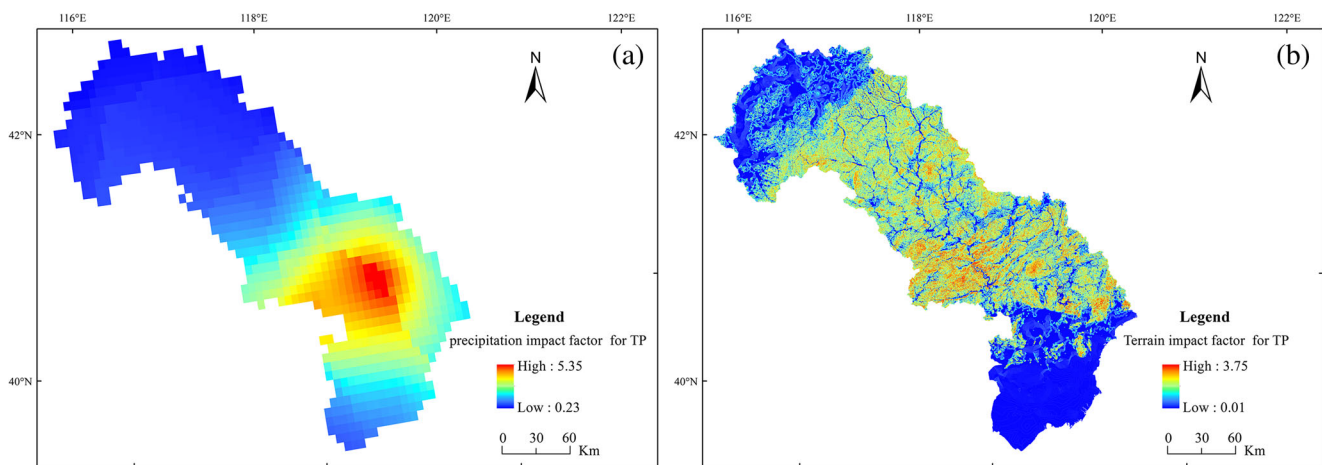 116°E 118°E 120°E 122°E
(a)
N
42°N
40°N
Legend
precipitation impact factor for TP
High : 5.35
Low : 0.23
0 30 60
Km
116°E 118°E 120°E 122°E
(b)
N
42°N
40°N
Legend
Terrain impact factor for TP
High : 3.75
Low : 0.01
0 30 60
Km